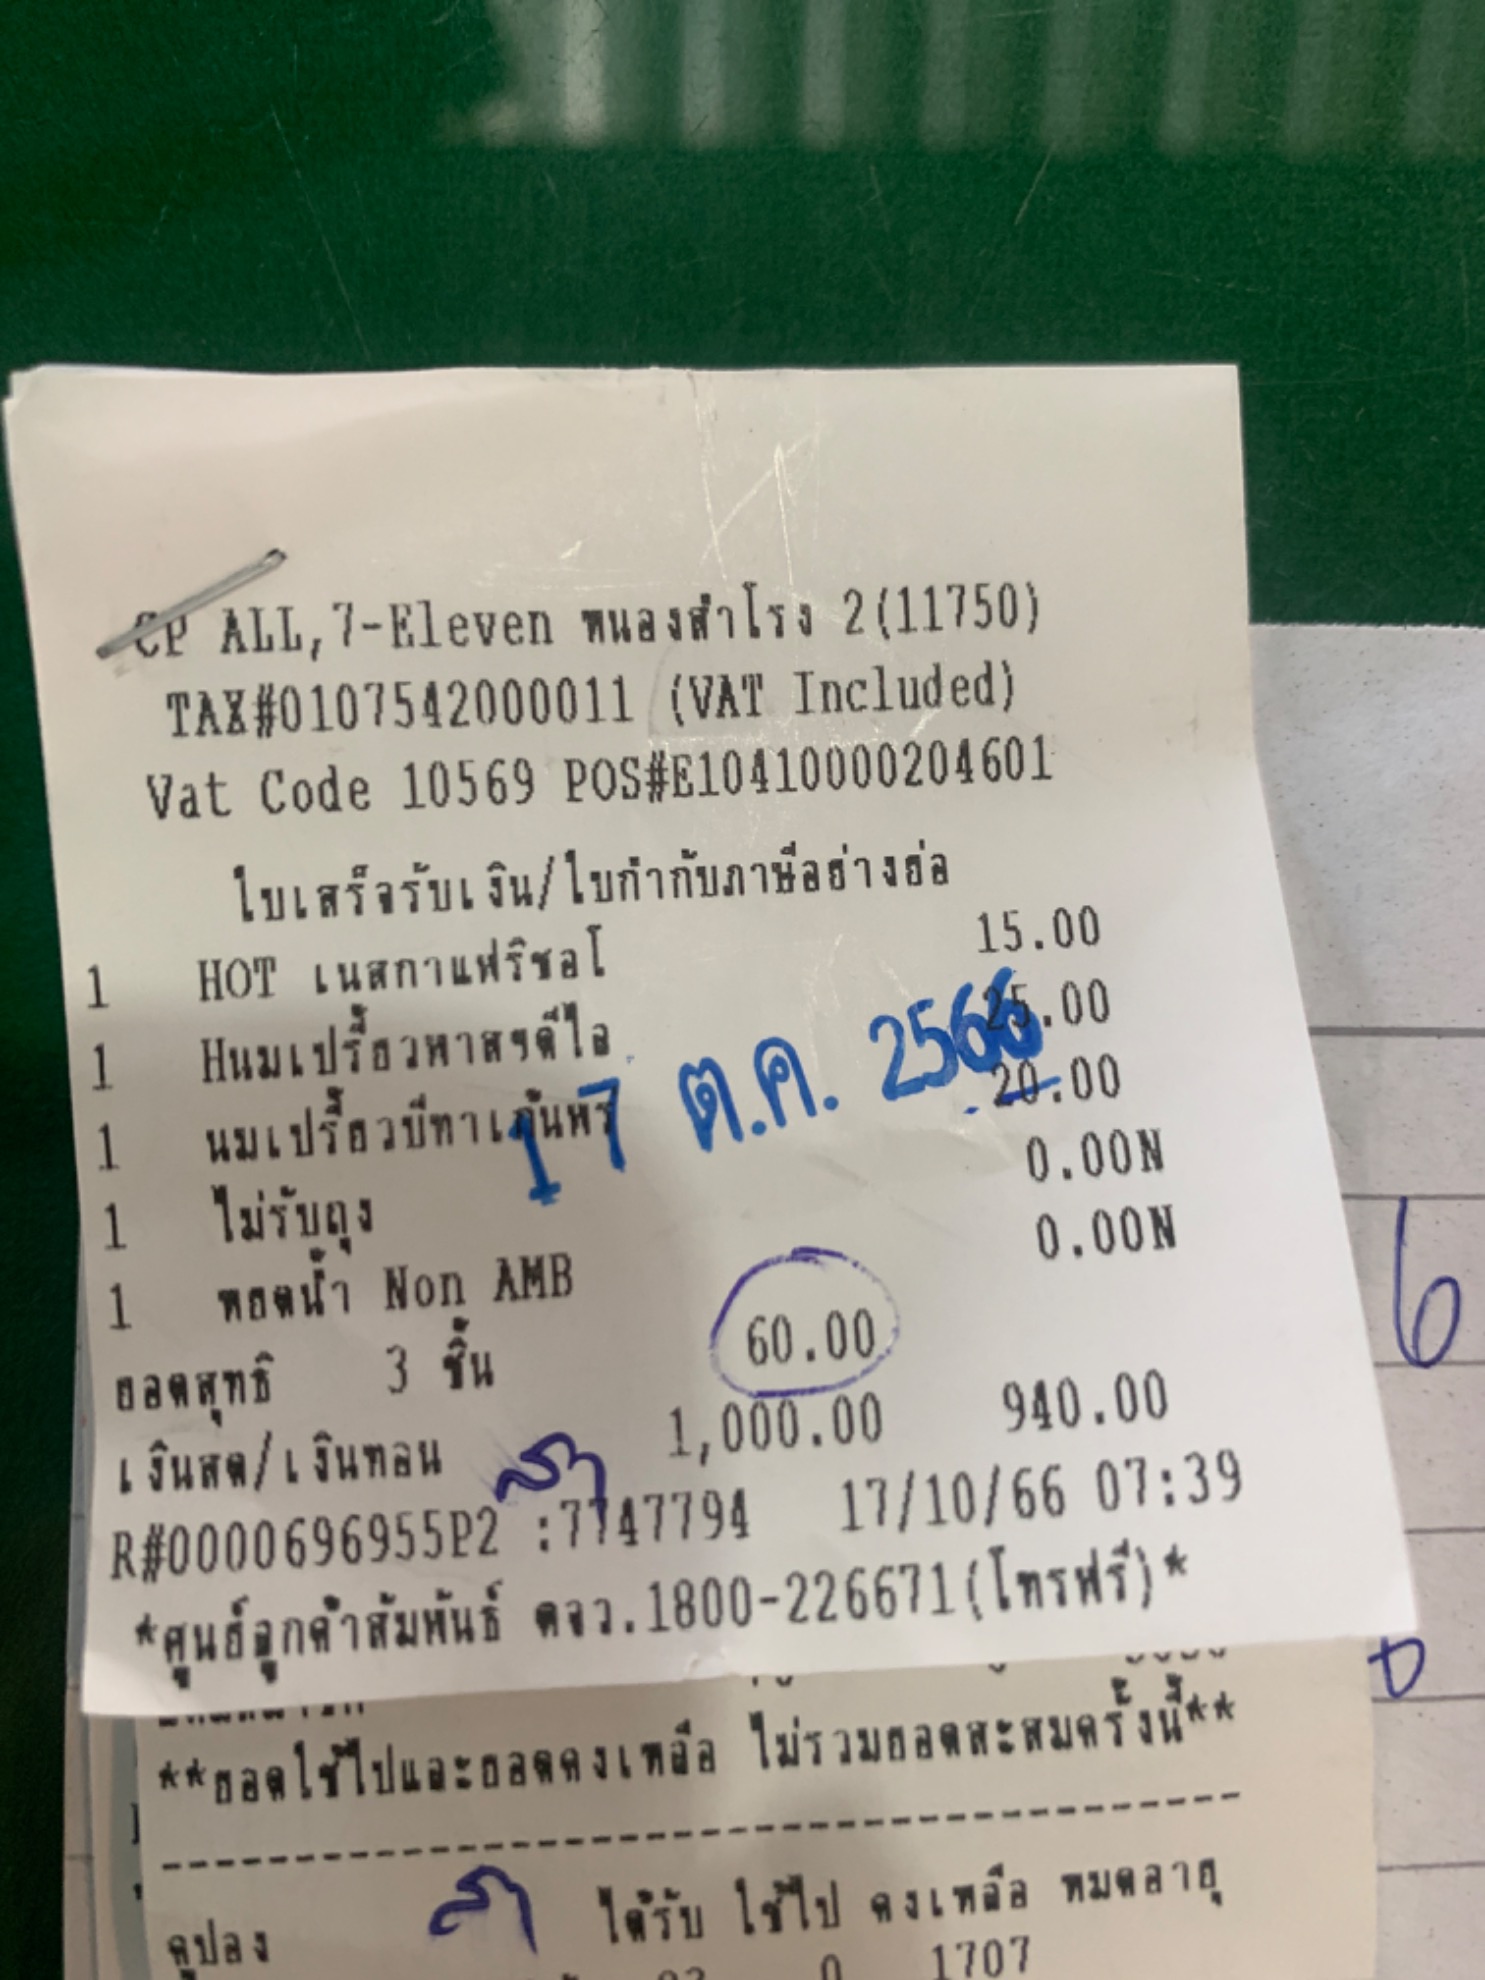 CP ALL,7-Eleven หนองสำโรง 2(11750)
TAX#0107542000011 (VAT Included)
Vat Code 10569 POS#E10410000204601
ใบเสร็จรับเงิน/ใบกำกับภาษีอย่างย่อ
1 HOT เนสกาแฟริชอโ 15.00
1 Hนมเปรี้ยวพาสฯดีไล 25.00
1 นมเปรี้ยวบีทาเก้นพร 20.00
17 ต.ค. 2566
1 ไม่รับถุง 0.00N
1 หยดน้ำ Non AMB 0.00N
ยอดสุทธิ 3 ชิ้น 60.00
เงินสด/เงินทอน 1,000.00 940.00
R#0000696955P2 :7747794 17/10/66 07:39
*ศูนย์ลูกค้าสัมพันธ์ ตจว.1800-226671(โทรฟรี)*
**ยอดใช้ไปและยอดคงเหลือ ไม่รวมยอดสะสมครั้งนี้**
คูปอง ได้รับ ใช้ไป คงเหลือ หมดอายุ
0 1707
6